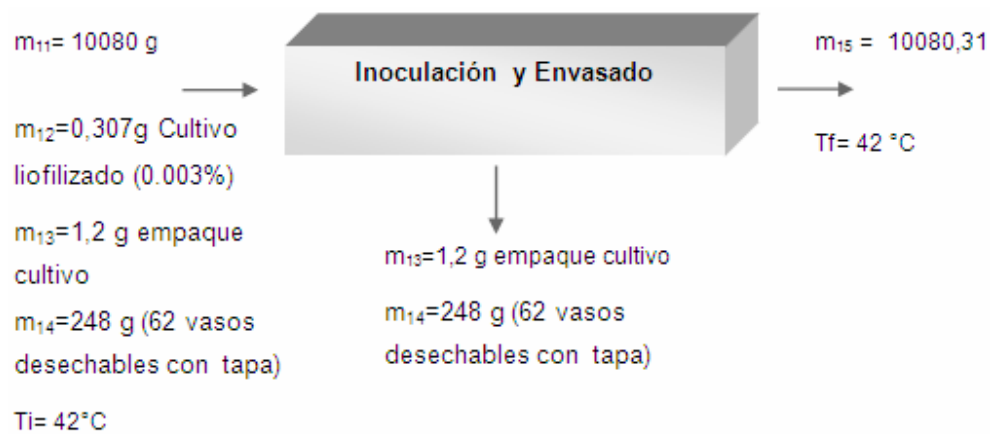 m₁₁= 10080 g
m₁₂=0,307g Cultivo
liofilizado (0.003%)
m₁₃=1,2 g empaque
cultivo
m₁₄=248 g (62 vasos
desechables con tapa)
Ti= 42°C
Inoculación y Envasado
m₁₃=1,2 g empaque cultivo
m₁₄=248 g (62 vasos
desechables con tapa)
m₁₅ = 10080,31
Tf= 42 °C